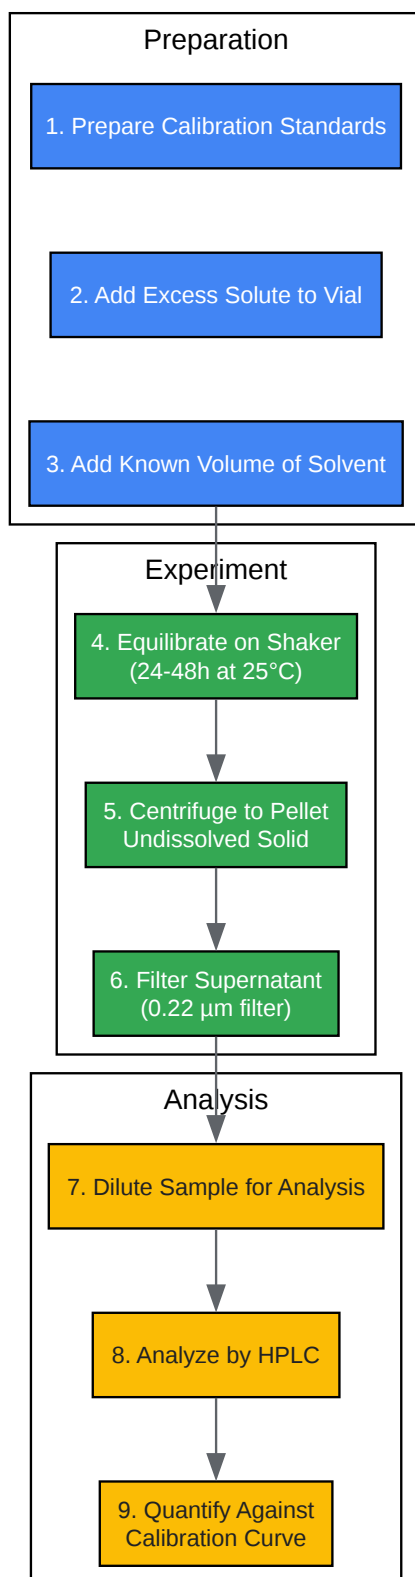 Preparation
1. Prepare Calibration Standards
2. Add Excess Solute to Vial
3. Add Known Volume of Solvent
Experiment
4. Equilibrate on Shaker
(24-48h at 25°C)
5. Centrifuge to Pellet
Undissolved Solid
6. Filter Supernatant
(0.22 µm filter)
Analysis
7. Dilute Sample for Analysis
8. Analyze by HPLC
9. Quantify Against
Calibration Curve